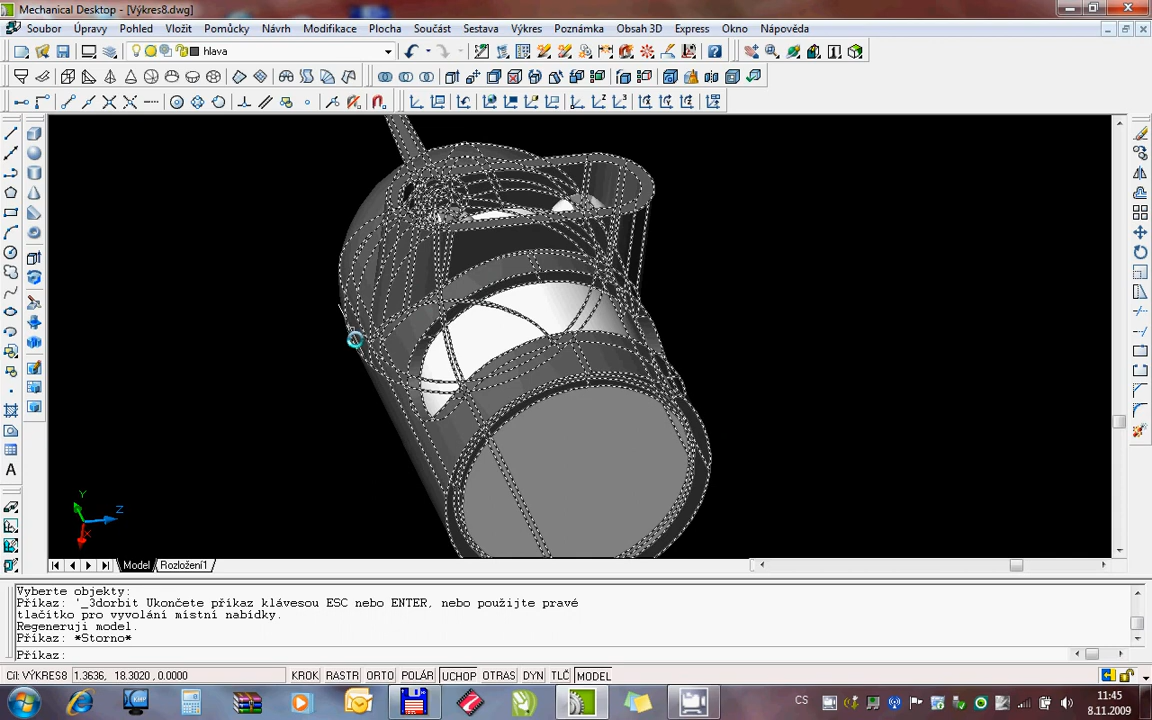 Mechanical Desktop - [Výkres8.dwg]
Soubor Úpravy Pohled Vložit Pomůcky Návrh Modifikace Plocha Součást Sestava Výkres Poznámka Obsah 3D Express Okno Nápověda
hlava
Y
Z
X
Model Rozložení1
Vyberte objekty:
Příkaz: '_3dorbit Ukončete příkaz klávesou ESC nebo ENTER, nebo použijte pravé
tlačítko pro vyvolání místní nabídky.
Regeneruji model.
Příkaz: *Storno*
Příkaz:
Cíl: VÝKRES8 1.3636, 18.3020, 0.0000 KROK RASTR ORTO POLÁR UCHOP OTRAS DYN TLČ MODEL
CS
11:45
8.11.2009